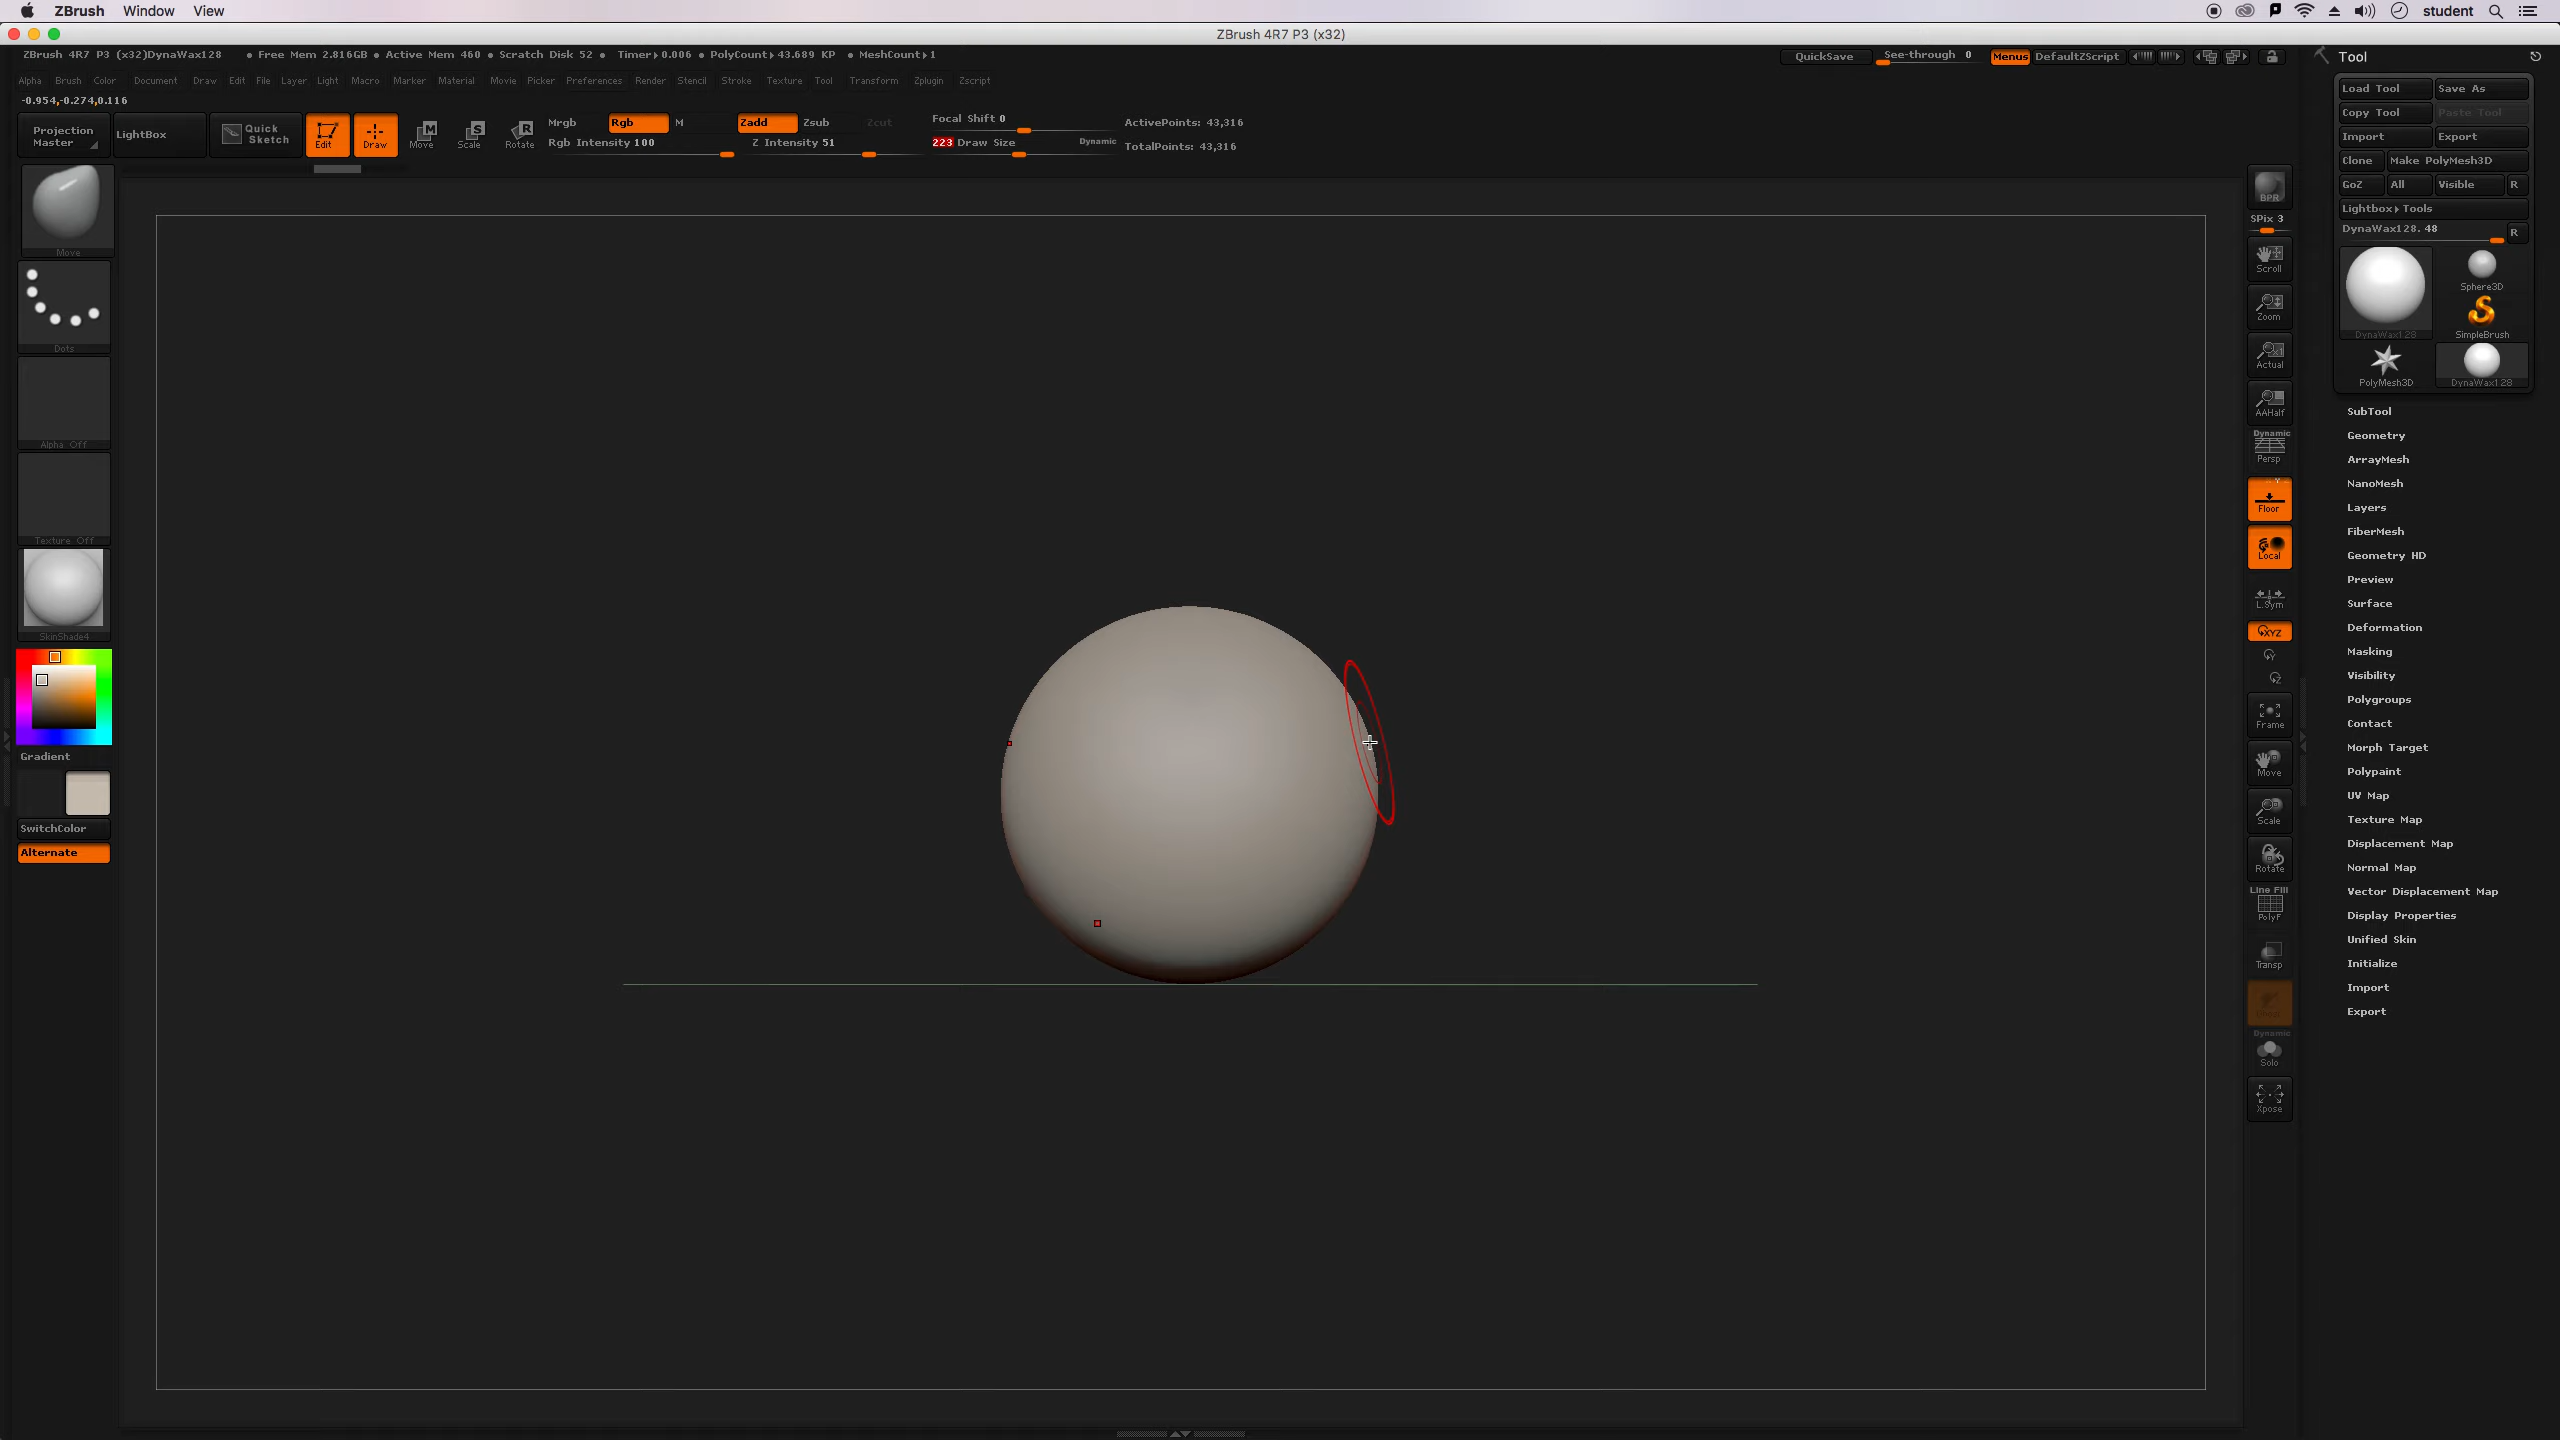 ZBrush Window View
student
ZBrush 4R7 P3 (x32)
ZBrush 4R7 P3 (x32)DynaWax128 • Free Mem 2.816GB • Active Mem 460 • Scratch Disk 52 • Timer▸0.006 • PolyCount▸43.689 KP • MeshCount▸1
QuickSave See-through 0 Menus DefaultZScript
Tool
Alpha Brush Color Document Draw Edit File Layer Light Macro Marker Material Movie Picker Preferences Render Stencil Stroke Texture Tool Transform Zplugin Zscript
-0.954,-0.274,0.116
Projection Master
LightBox
Quick Sketch
Edit
Draw
Move
Scale
Rotate
Mrgb Rgb M
Rgb Intensity 100
Zadd Zsub Zcut
Z Intensity 51
Focal Shift 0
223 Draw Size Dynamic
ActivePoints: 43,316
TotalPoints: 43,316
Move
Dots
Alpha Off
Texture Off
SkinShade4
Gradient
SwitchColor
Alternate
BPR
SPix 3
Scroll
Zoom
Actual
AAHalf
Dynamic
Persp
Floor
Local
L.Sym
XYZ
Y
Z
Frame
Move
Scale
Rotate
Line Fill
PolyF
Transp
Dynamic
Solo
Xpose
Load Tool Save As
Copy Tool Paste Tool
Import Export
Clone Make PolyMesh3D
GoZ All Visible R
Lightbox▸Tools
DynaWax128. 48 R
DynaWax128
Sphere3D
SimpleBrush
PolyMesh3D
DynaWax128
SubTool
Geometry
ArrayMesh
NanoMesh
Layers
FiberMesh
Geometry HD
Preview
Surface
Deformation
Masking
Visibility
Polygroups
Contact
Morph Target
Polypaint
UV Map
Texture Map
Displacement Map
Normal Map
Vector Displacement Map
Display Properties
Unified Skin
Initialize
Import
Export